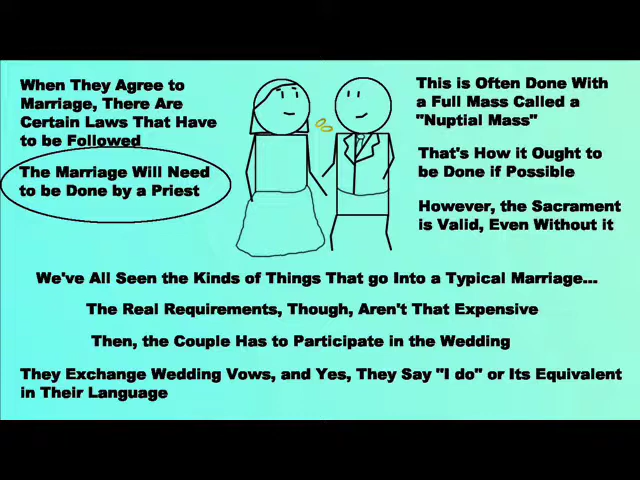 When They Agree to
Marriage, There Are
Certain Laws That Have
to be Followed
The Marriage Will Need
to be Done by a Priest
This is Often Done With
a Full Mass Called a
"Nuptial Mass"
That's How it Ought to
be Done if Possible
However, the Sacrament
is Valid, Even Without it
We've All Seen the Kinds of Things That go Into a Typical Marriage...
The Real Requirements, Though, Aren't That Expensive
Then, the Couple Has to Participate in the Wedding
They Exchange Wedding Vows, and Yes, They Say "I do" or Its Equivalent
in Their Language